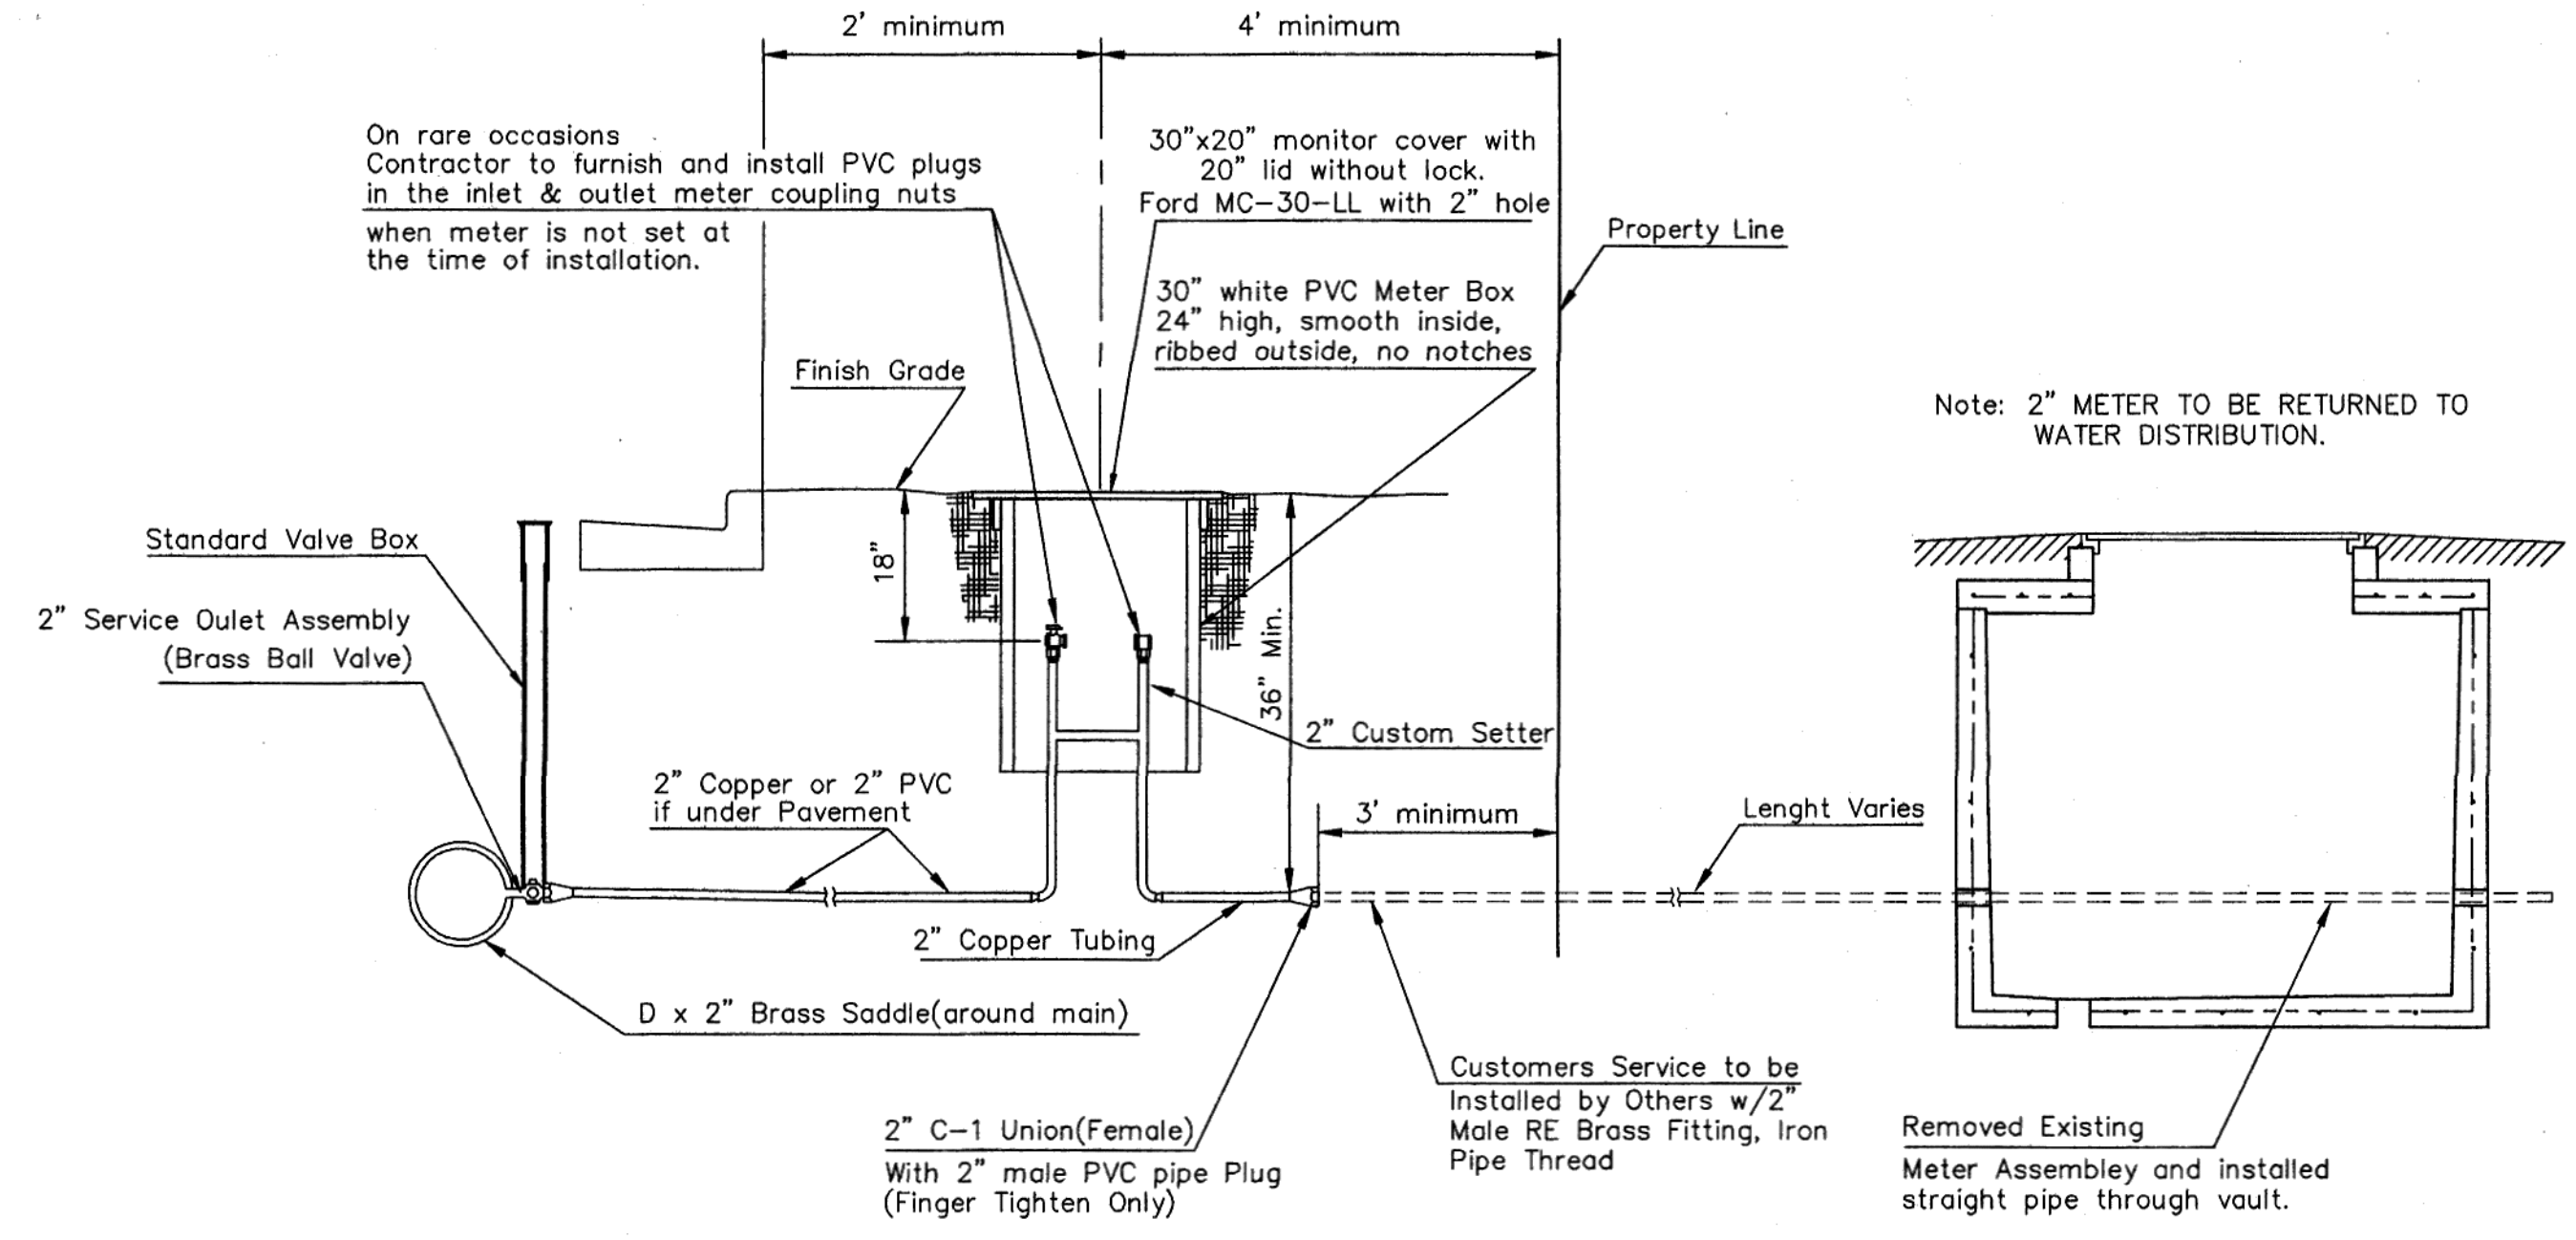 2' minimum
4' minimum
On rare occasions
Contractor to furnish and install PVC plugs
in the inlet & outlet meter coupling nuts
when meter is not set at
the time of installation.
30"x20" monitor cover with
20" lid without lock.
Ford MC-30-LL with 2" hole
Property Line
30" white PVC Meter Box
24" high, smooth inside,
ribbed outside, no notches
Finish Grade
Note: 2" METER TO BE RETURNED TO
WATER DISTRIBUTION.
Standard Valve Box
18"
2" Service Oulet Assembly
(Brass Ball Valve)
36" Min.
2" Custom Setter
2" Copper or 2" PVC
if under Pavement
3' minimum
Lenght Varies
2" Copper Tubing
D x 2" Brass Saddle(around main)
2" C-1 Union(Female)
With 2" male PVC pipe Plug
(Finger Tighten Only)
Customers Service to be
Installed by Others w/2"
Male RE Brass Fitting, Iron
Pipe Thread
Removed Existing
Meter Assembley and installed
straight pipe through vault.